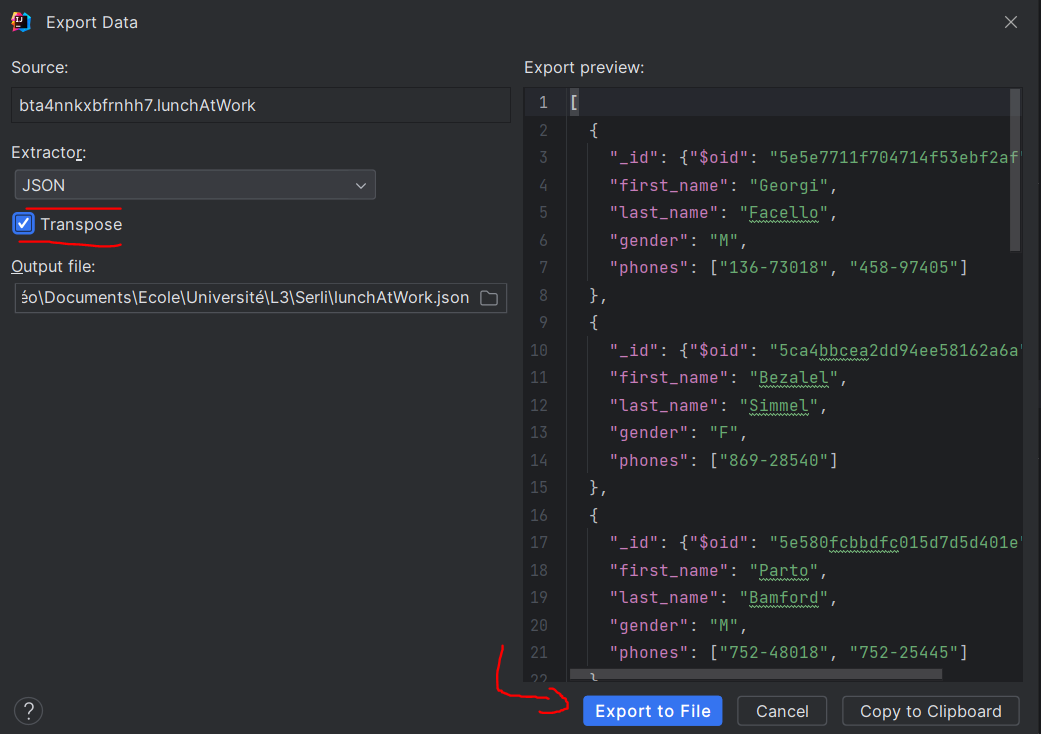 Export Data
Source:
bta4nnkxbfrnhh7.lunchAtWork
Extractor:
JSON
Transpose
Output file:
éo\Documents\Ecole\Université\L3\Serli\lunchAtWork.json
Export preview:
1 [
2 {
3 "_id": {"$oid": "5e5e7711f704714f53ebf2af"
4 "first_name": "Georgi",
5 "last_name": "Facello",
6 "gender": "M",
7 "phones": ["136-73018", "458-97405"]
8 },
9 {
10 "_id": {"$oid": "5ca4bbcea2dd94ee58162a6a"
11 "first_name": "Bezalel",
12 "last_name": "Simmel",
13 "gender": "F",
14 "phones": ["869-28540"]
15 },
16 {
17 "_id": {"$oid": "5e580fcbbdfc015d7d5d401e"
18 "first_name": "Parto",
19 "last_name": "Bamford",
20 "gender": "M",
21 "phones": ["752-48018", "752-25445"]
22 }
?
Export to File
Cancel
Copy to Clipboard